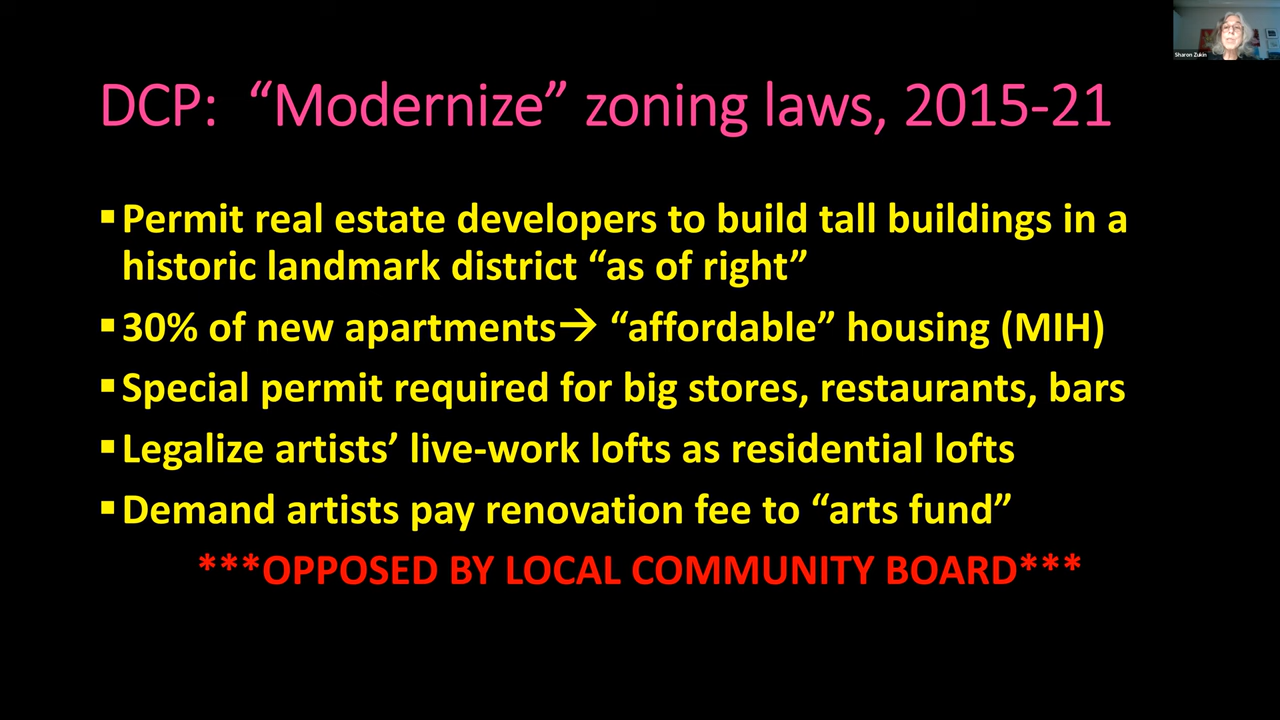 Sharon Zukin
DCP: “Modernize” zoning laws, 2015-21
▪Permit real estate developers to build tall buildings in a
historic landmark district “as of right”
▪30% of new apartments→ “affordable” housing (MIH)
▪Special permit required for big stores, restaurants, bars
▪Legalize artists’ live-work lofts as residential lofts
▪Demand artists pay renovation fee to “arts fund”
***OPPOSED BY LOCAL COMMUNITY BOARD***